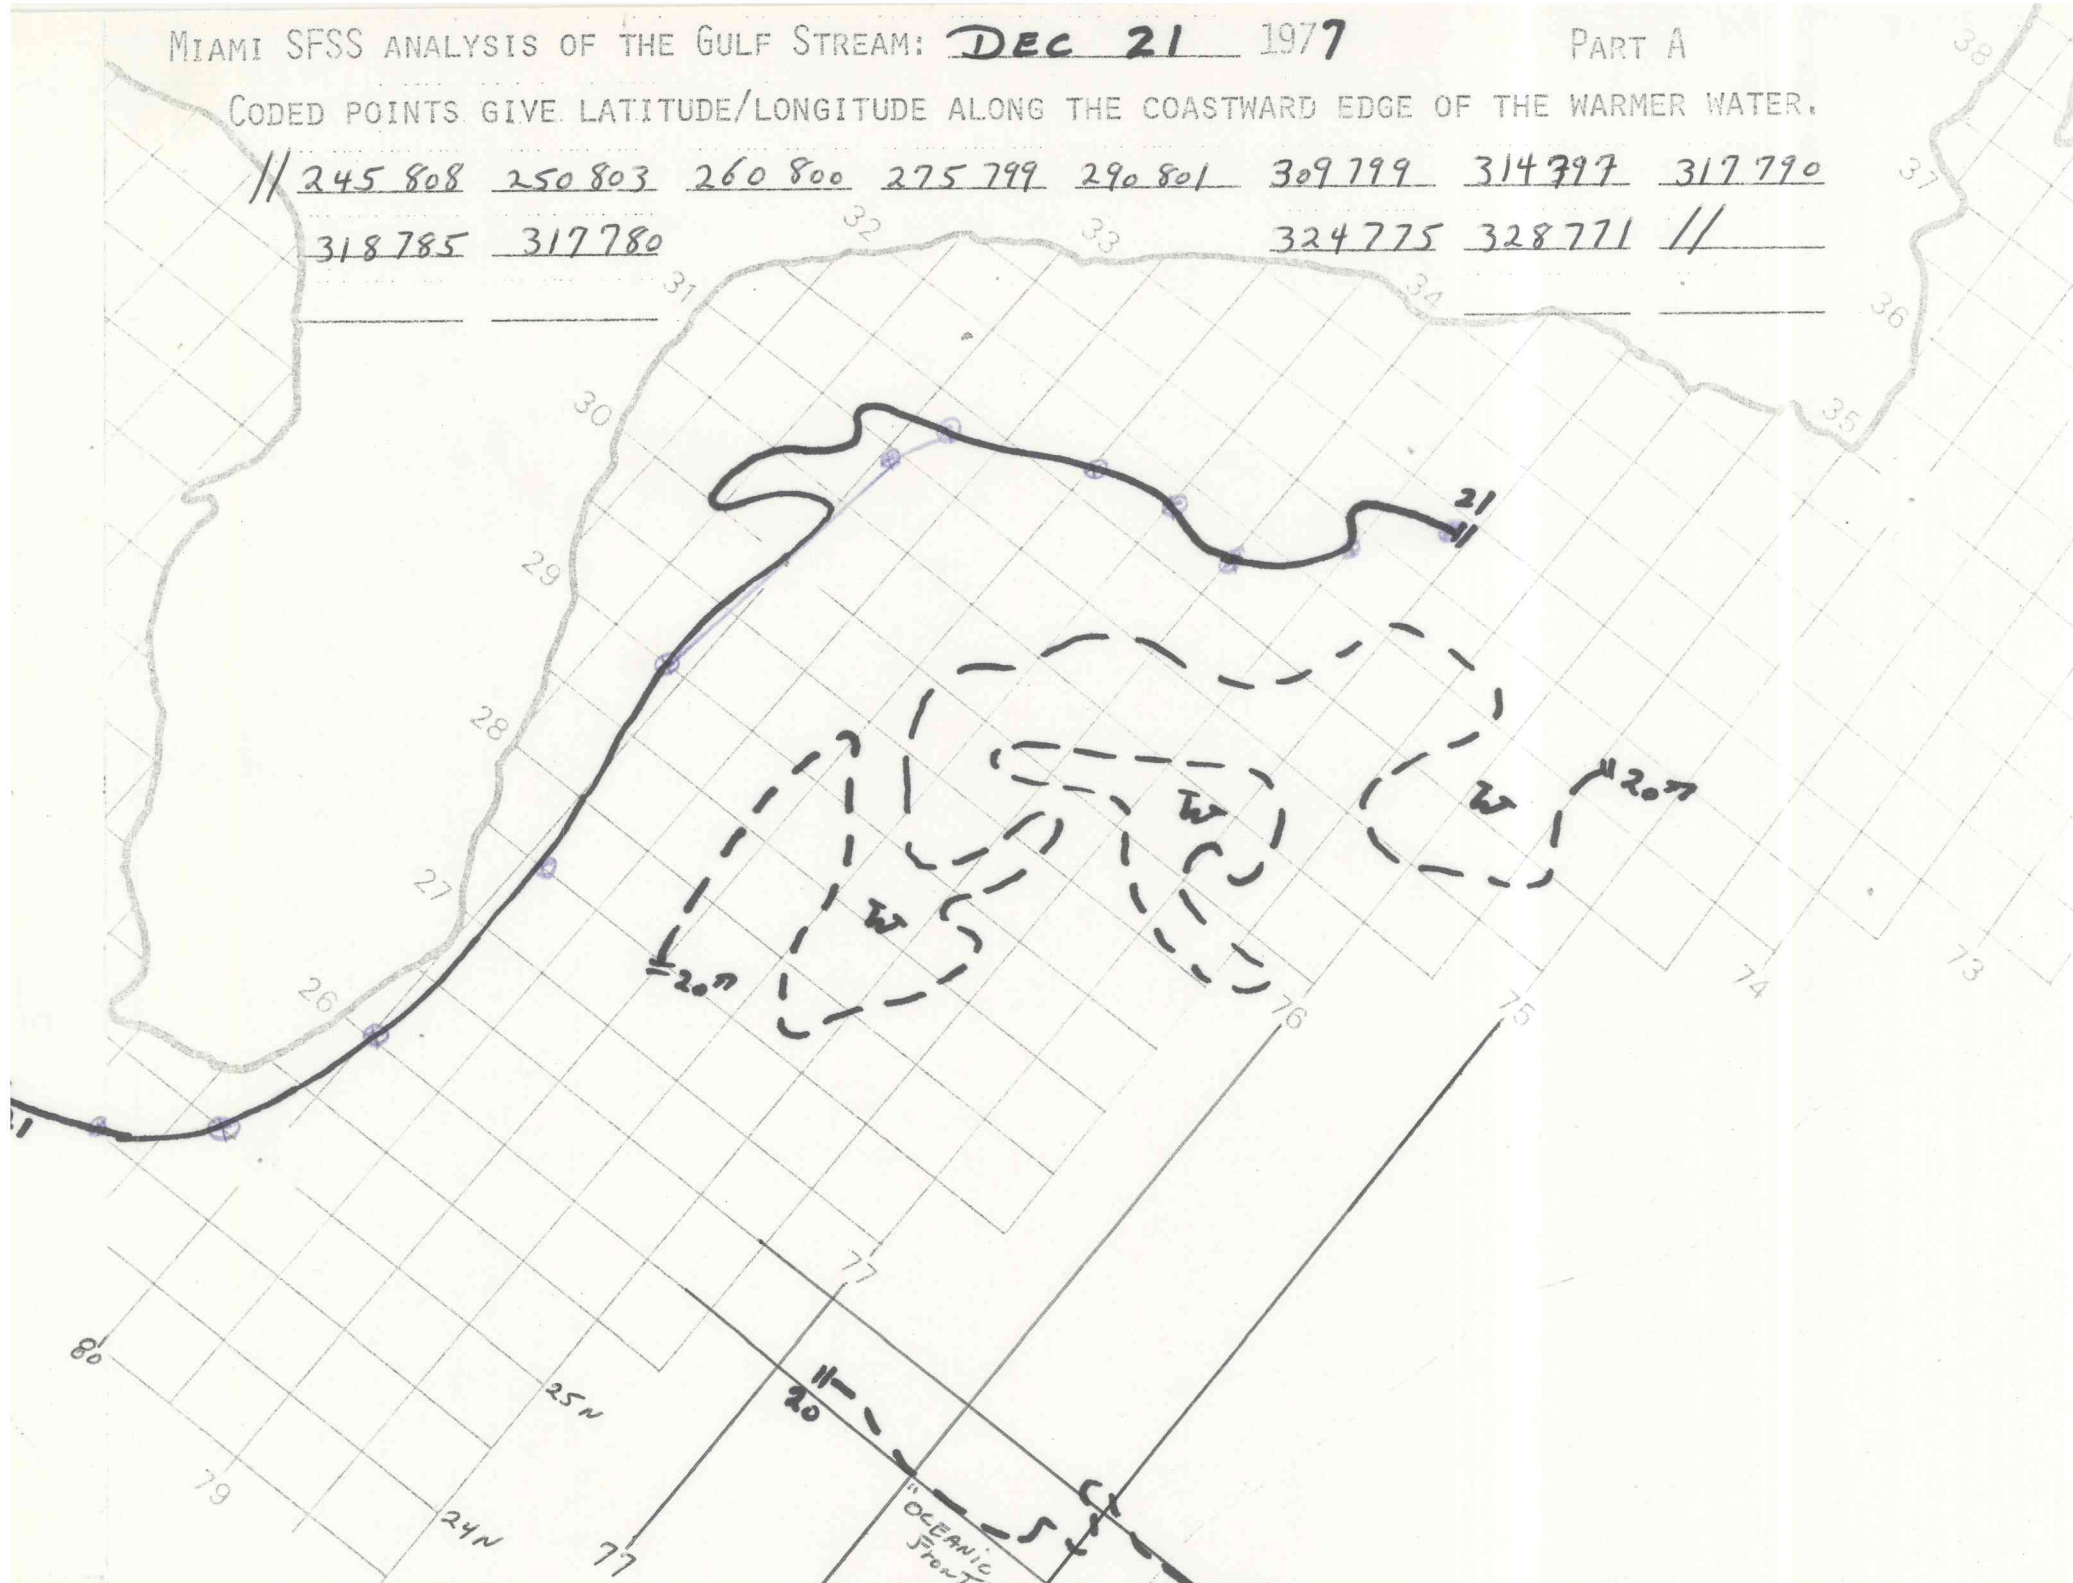 MIAMI SFSS ANALYSIS OF THE GULF STREAM: DEC 21 1977 PART A
CODED POINTS GIVE LATITUDE/LONGITUDE ALONG THE COASTWARD EDGE OF THE WARMER WATER.
// 245 808 250 803 260 800 275 799 290 801 309 799 314 797 317 790
318 785 317 780 324 775 328 771 //
38
37
32
33
31
34
36
30
35
21
29
28
20
W
W
27
W
20
26
76
75
74
73
21
77
80
20
25N
79
24N
77
"OCEANIC
FRONT